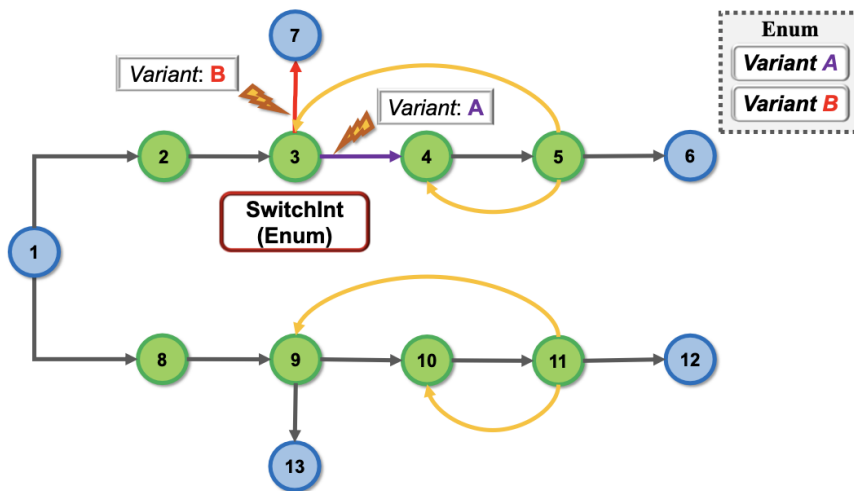 7
Enum
Variant A
Variant B
Variant: B
Variant: A
2
3
4
5
6
SwitchInt
(Enum)
1
8
9
10
11
12
13